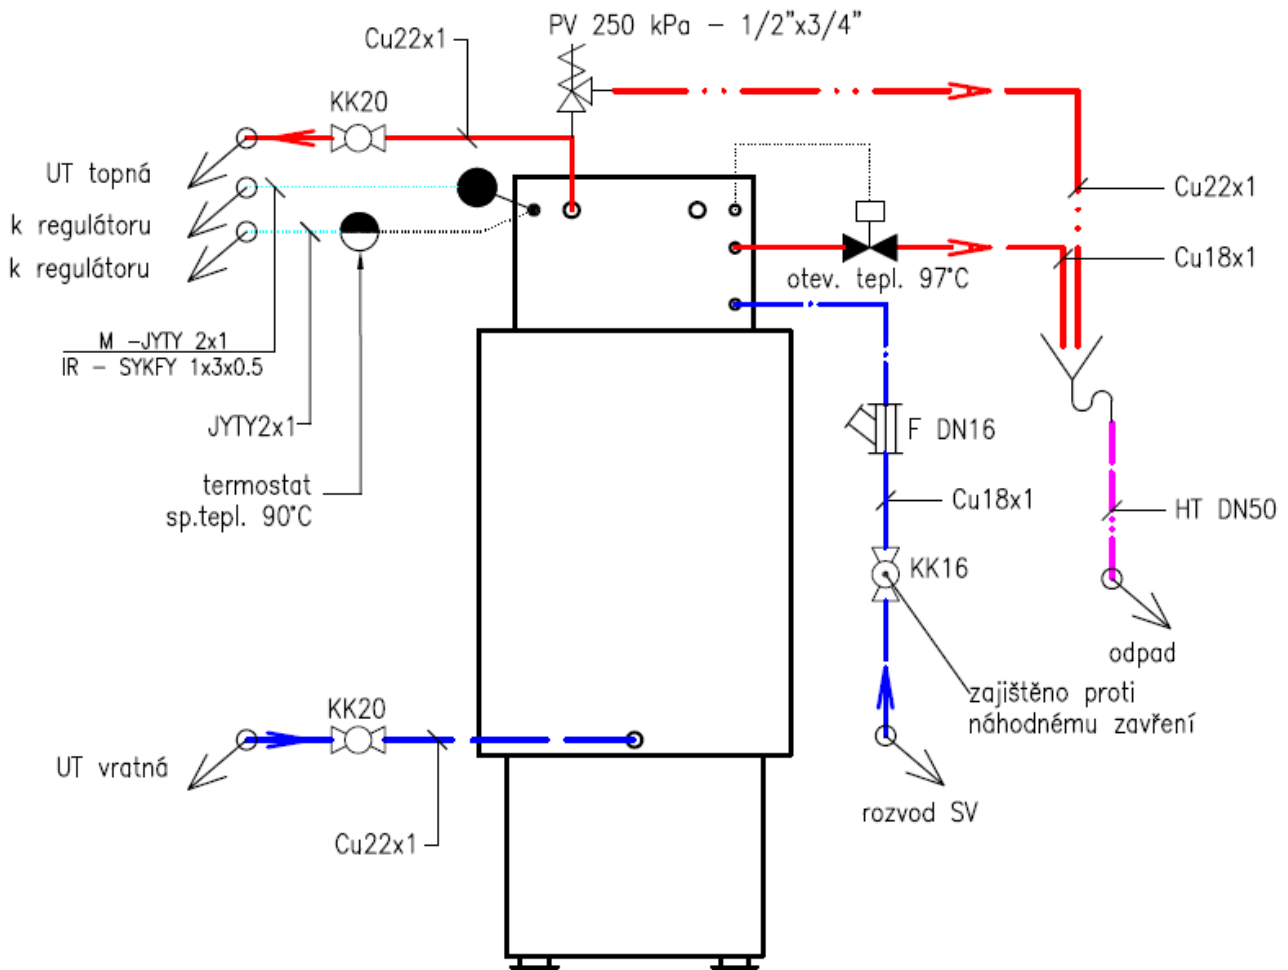 PV 250 kPa – 1/2"x3/4"
Cu22x1
KK20
UT topná
k regulátoru
k regulátoru
Cu22x1
Cu18x1
otev. tepl. 97°C
M –JYTY 2x1
IR – SYKFY 1x3x0.5
JYTY2x1
F DN16
termostat
sp.tepl. 90°C
Cu18x1
HT DN50
KK16
odpad
zajištěno proti
náhodnému zavření
KK20
UT vratná
rozvod SV
Cu22x1